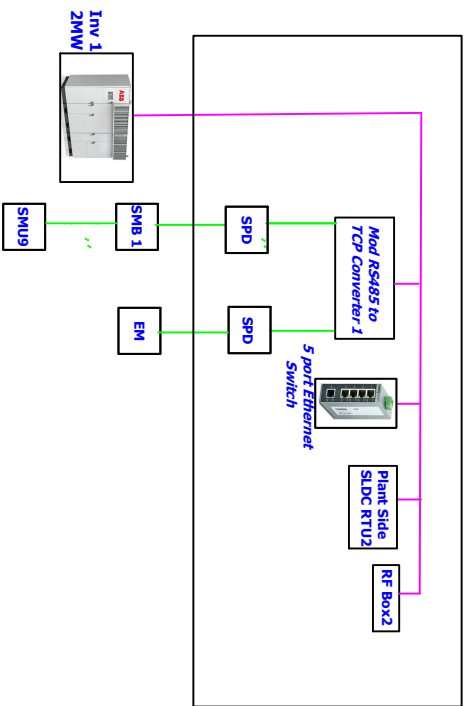 Inv 1
2MW
ABB
SMU9
SMB 1
SPD
Mod RS485 to
TCP Converter 1
EM
SPD
5 port Ethernet
Switch
Plant Side
SLDC RTU2
RF Box2